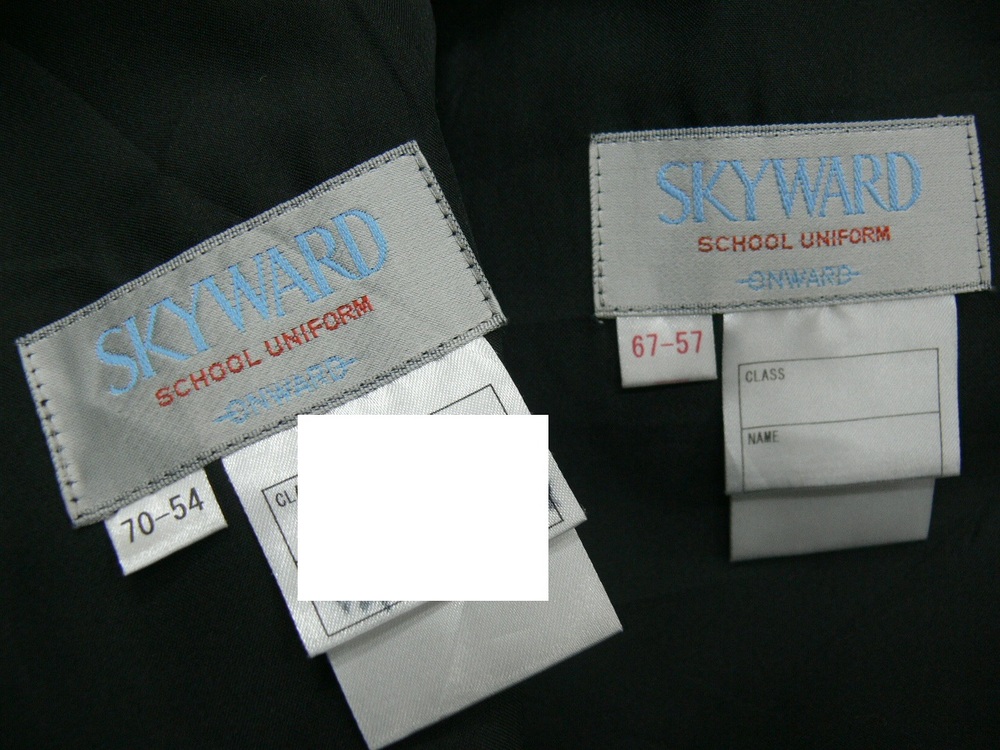 SKYWARD
SCHOOL UNIFORM
ONWARD
70-54
SKYWARD
SCHOOL UNIFORM
ONWARD
67-57
CLASS
NAME